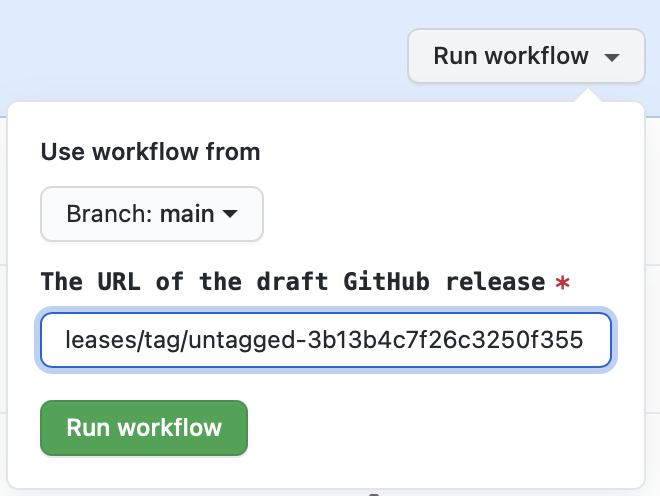 Run workflow
Use workflow from
Branch: main
The URL of the draft GitHub release *
leases/tag/untagged-3b13b4c7f26c3250f355
Run workflow